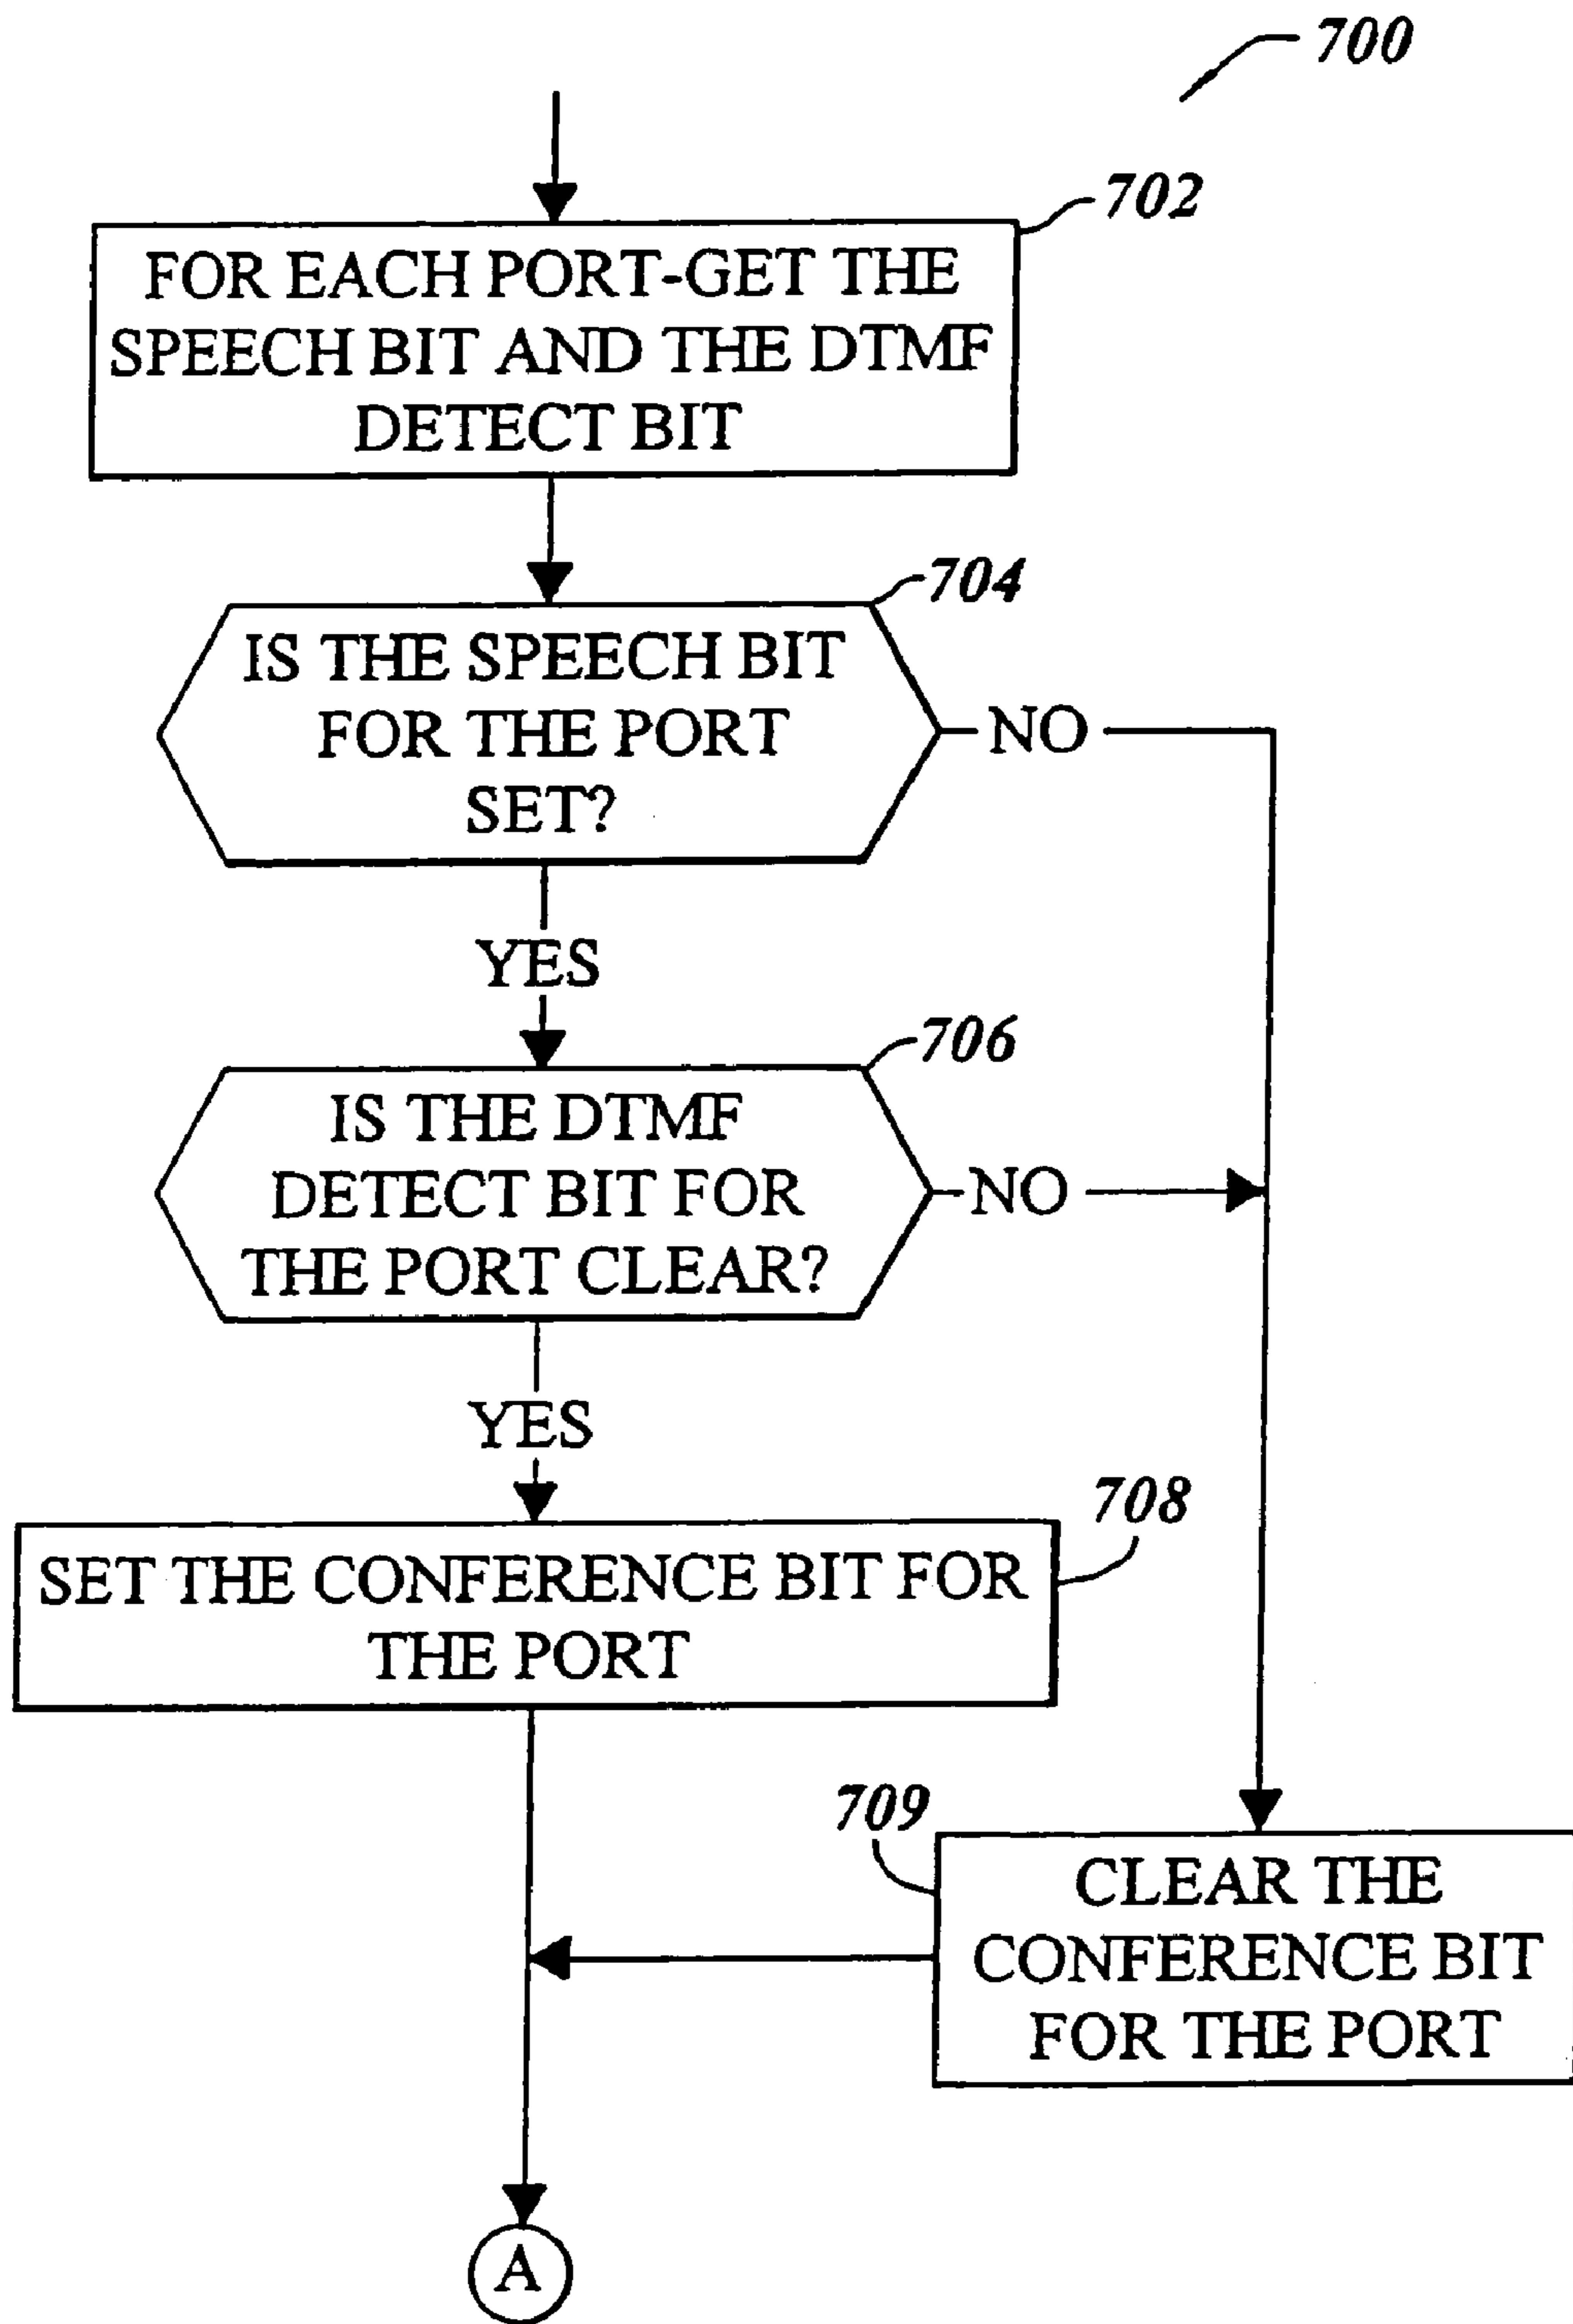 700
702
FOR EACH PORT-GET THE
SPEECH BIT AND THE DTMF
DETECT BIT
704
IS THE SPEECH BIT
FOR THE PORT
SET?
NO
YES
706
IS THE DTMF
DETECT BIT FOR
THE PORT CLEAR?
NO
YES
708
SET THE CONFERENCE BIT FOR
THE PORT
709
CLEAR THE
CONFERENCE BIT
FOR THE PORT
A